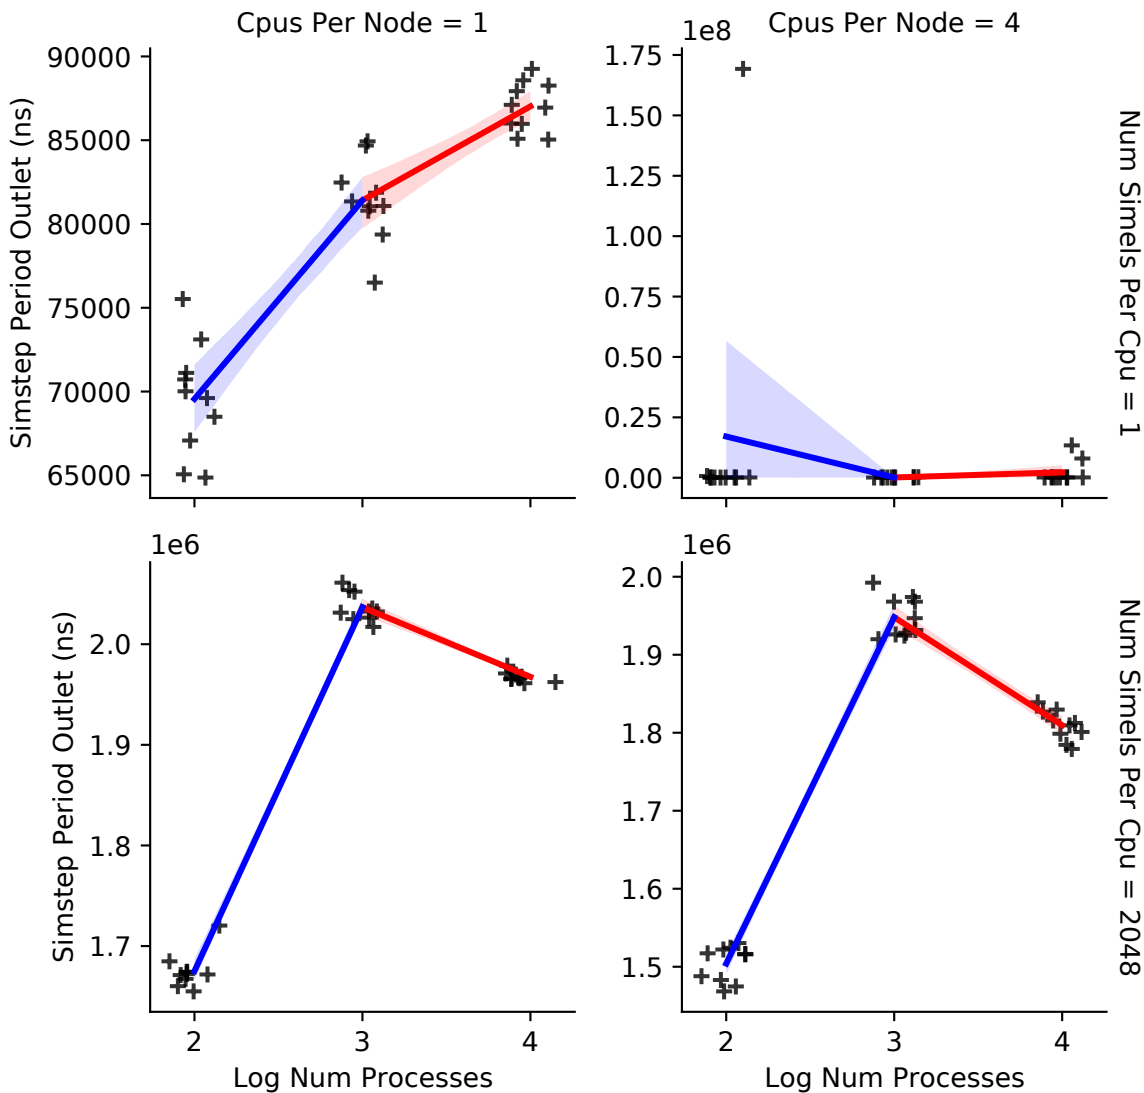 Cpus Per Node = 1
Cpus Per Node = 4
Simstep Period Outlet (ns)
90000
85000
80000
75000
70000
65000
1e8
1.75
1.50
1.25
1.00
0.75
0.50
0.25
0.00
Num Simels Per Cpu = 1
Simstep Period Outlet (ns)
1e6
2.0
1.9
1.8
1.7
2
3
4
Log Num Processes
1e6
2.0
1.9
1.8
1.7
1.6
1.5
2
3
4
Log Num Processes
Num Simels Per Cpu = 2048